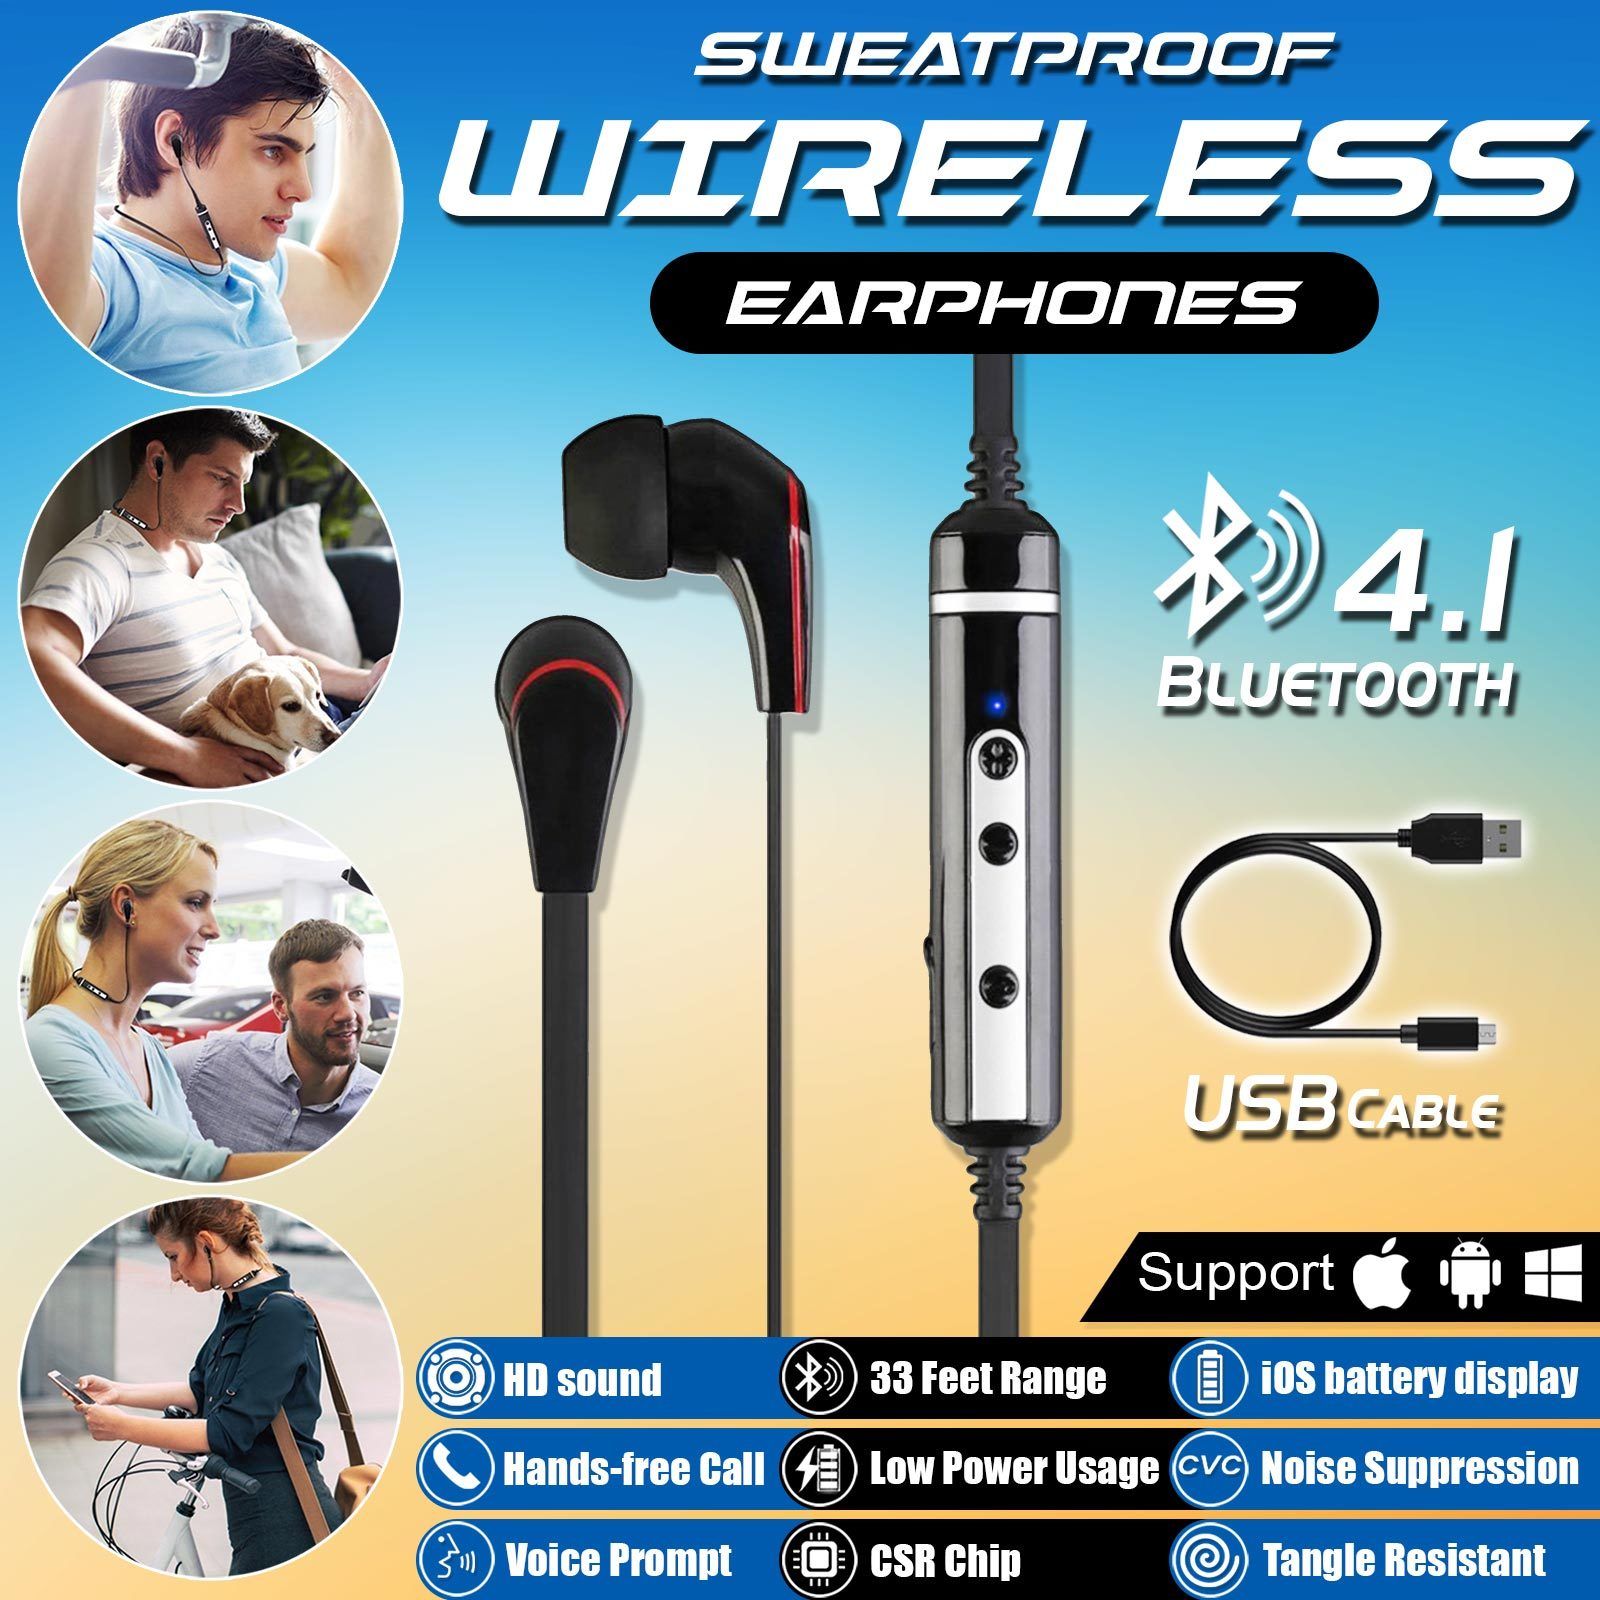 SWEATPROOF
WIRELESS
EARPHONES
4.1
BLUETOOTH
USB CABLE
Support
HD sound
33 Feet Range
iOS battery display
Hands-free Call
Low Power Usage
CVC Noise Suppression
Voice Prompt
CSR Chip
Tangle Resistant